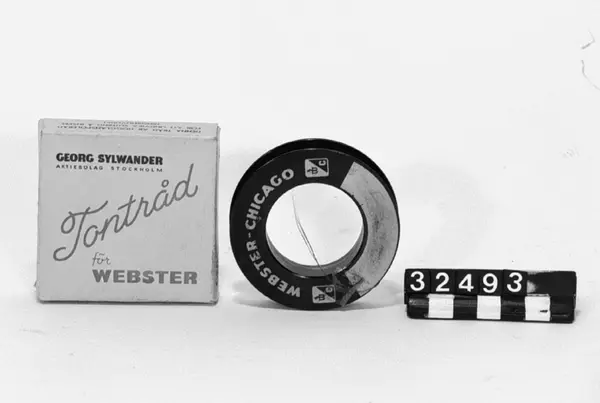 GEORG SYLWANDER
AKTIEBOLAG STOCKHOLM
Tontråd
för
WEBSTER
WEBSTER-CHICAGO
32493